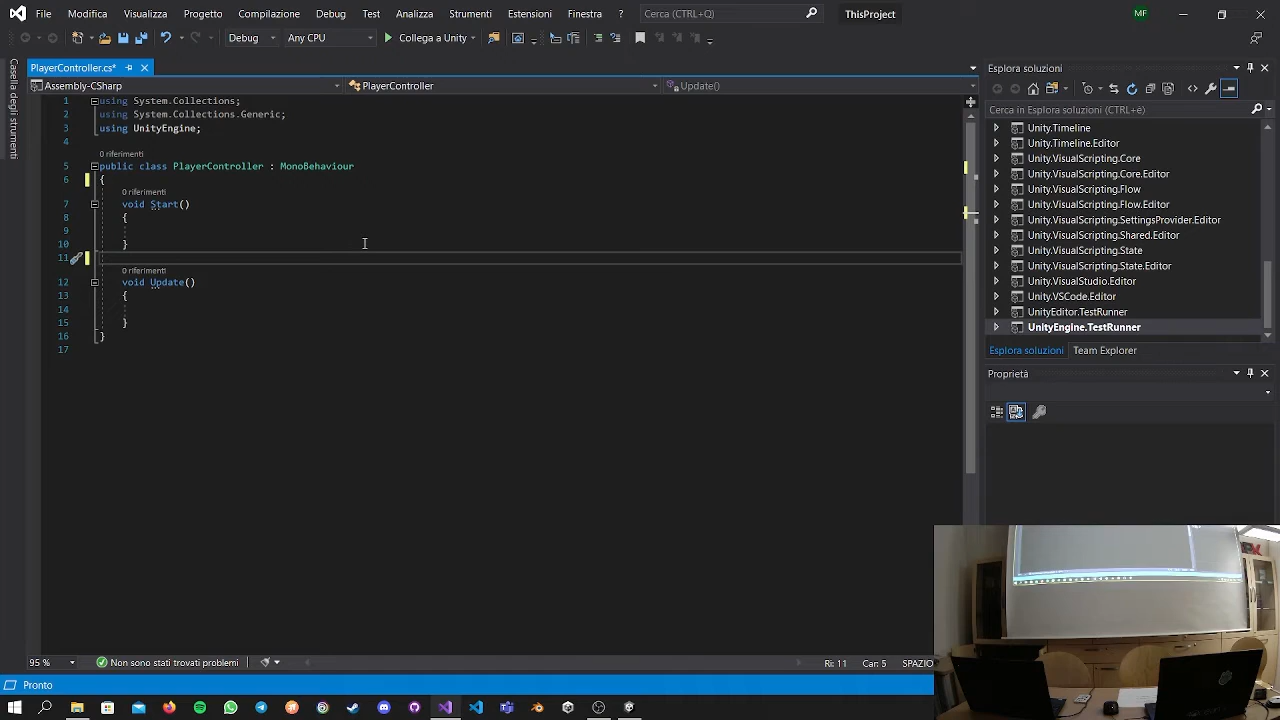 File Modifica Visualizza GIT Progetto Compilazione Debug Test Analizza Strumenti Estensioni Finestra ? Cerca (CTRL+Q) ThisProject MF
Debug Any CPU Collega a Unity
Casella degli strumenti
PlayerController.cs*
Assembly-CSharp PlayerController Update()
1 using System.Collections;
2 using System.Collections.Generic;
3 using UnityEngine;
4
0 riferimenti
5 public class PlayerController : MonoBehaviour
6 {
0 riferimenti
7 void Start()
8 {
9
10 }
11
0 riferimenti
12 void Update()
13 {
14
15 }
16 }
17
95 % Non sono stati trovati problemi Ri: 11 Car: 5 SPAZIO
Pronto
Esplora soluzioni
Cerca in Esplora soluzioni (CTRL+è)
Unity.Timeline
Unity.Timeline.Editor
Unity.VisualScripting.Core
Unity.VisualScripting.Core.Editor
Unity.VisualScripting.Flow
Unity.VisualScripting.Flow.Editor
Unity.VisualScripting.SettingsProvider.Editor
Unity.VisualScripting.Shared.Editor
Unity.VisualScripting.State
Unity.VisualScripting.State.Editor
Unity.VisualStudio.Editor
Unity.VSCode.Editor
UnityEditor.TestRunner
UnityEngine.TestRunner
Esplora soluzioni Team Explorer
Proprietà